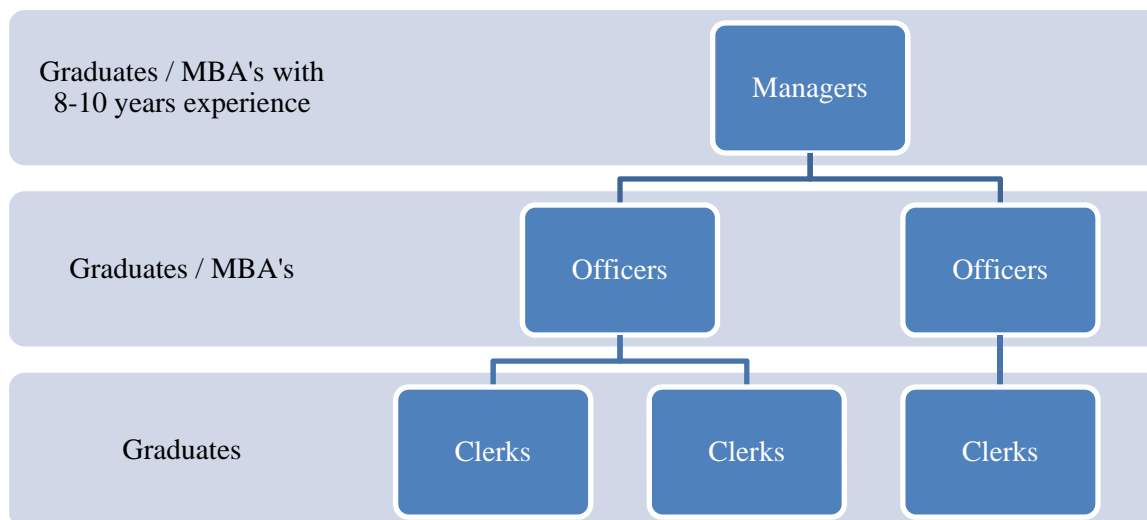 Graduates / MBA's with
8-10 years experience
Managers
Graduates / MBA's
Officers
Officers
Graduates
Clerks
Clerks
Clerks